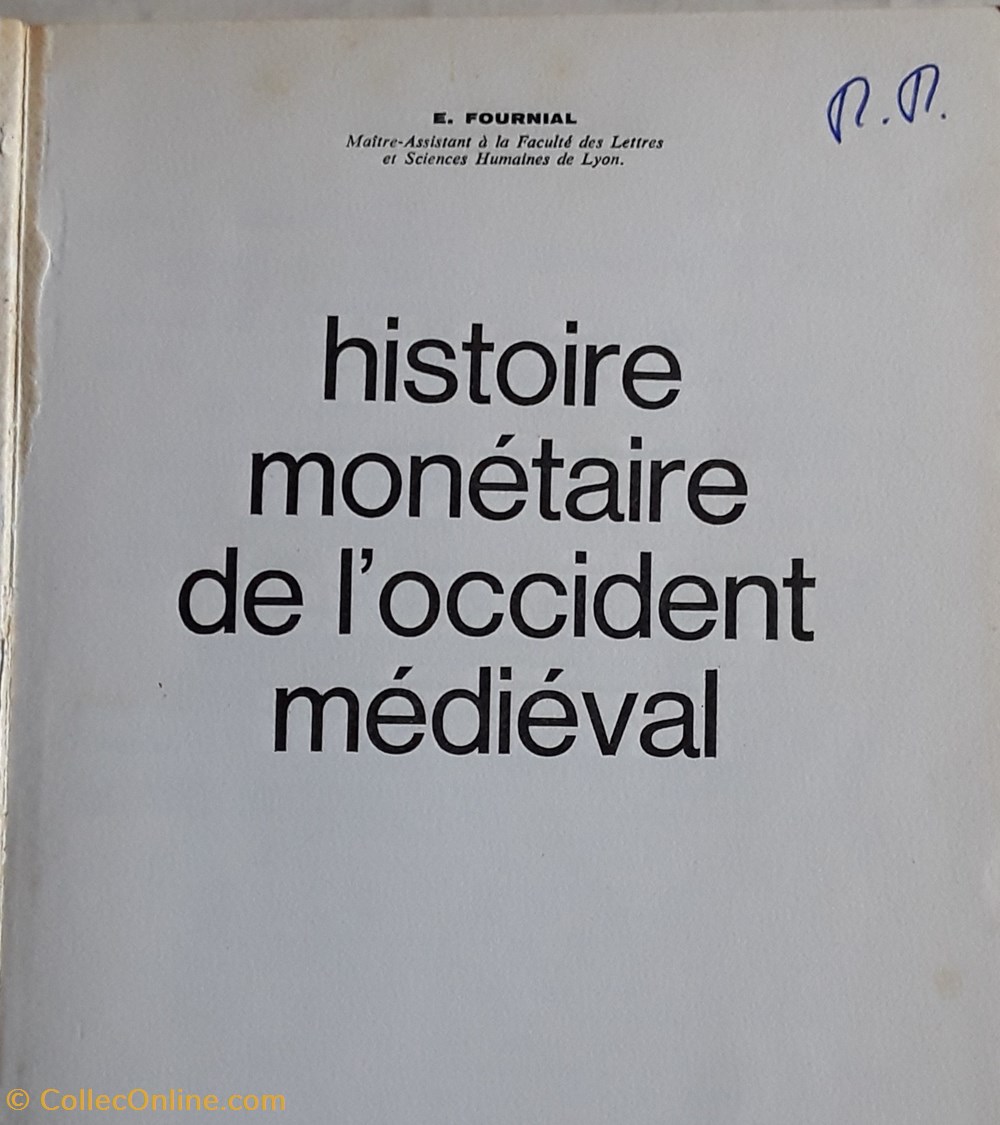 E. FOURNIAL
Maître-Assistant à la Faculté des Lettres
et Sciences Humaines de Lyon.
histoire
monétaire
de l'occident
médiéval
© CollecOnline.com